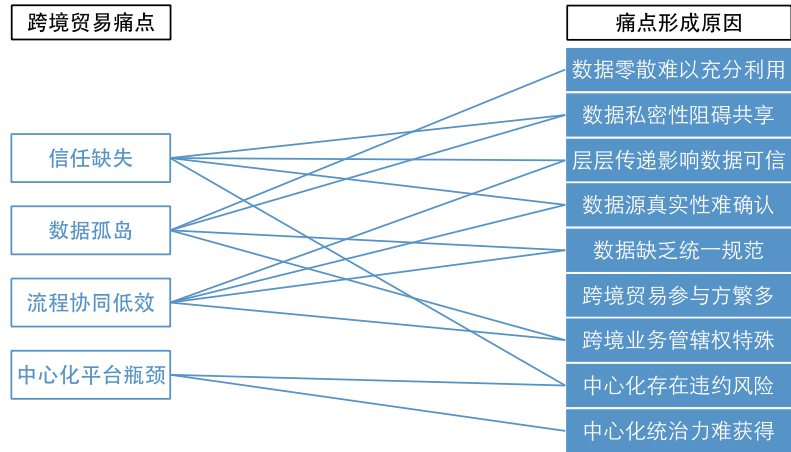 跨境贸易痛点
痛点形成原因
信任缺失
数据孤岛
流程协同低效
中心化平台瓶颈
数据零散难以充分利用
数据私密性阻碍共享
层层传递影响数据可信
数据源真实性难确认
数据缺乏统一规范
跨境贸易参与方繁多
跨境业务管辖权特殊
中心化存在违约风险
中心化统治力难获得